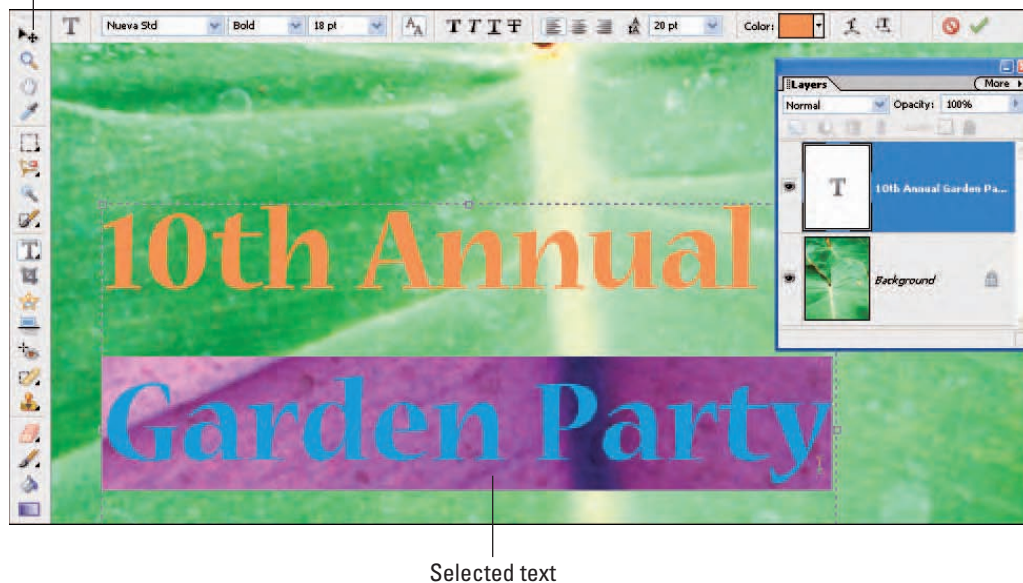 T Nueva Std Bold 18 pt AA T T T T 20 pt Color:
Layers More
Normal Opacity: 100%
T 10th Annual Garden Pa...
Background
10th Annual
Garden Party
Selected text